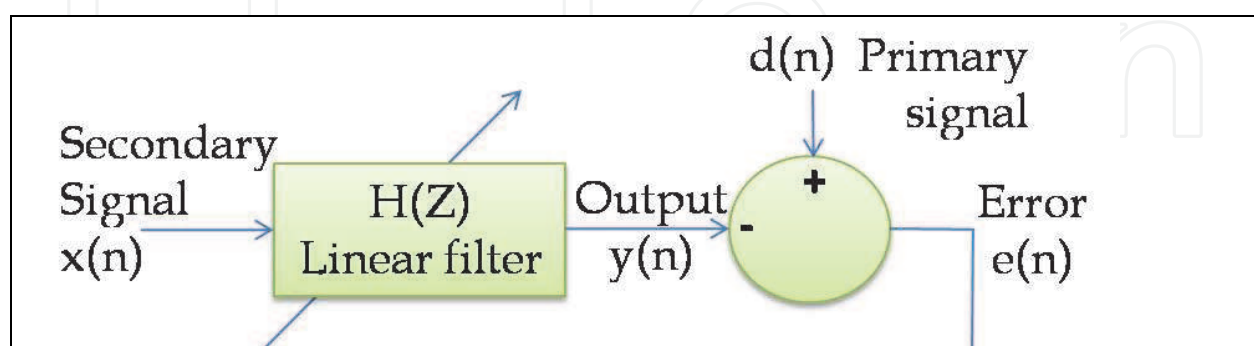 d(n) Primary
signal
Secondary
Signal
x(n)
H(Z)
Linear filter
Output
y(n)
+
-
Error
e(n)